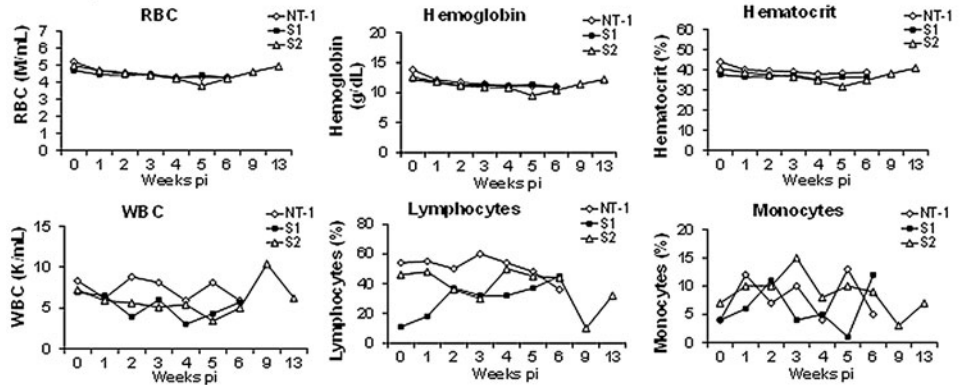 RBC
NT-1
S1
S2
RBC (M/mL)
7
6
5
4
3
2
1
0
0 1 2 3 4 5 6 9 13
Weeks pi
Hemoglobin
NT-1
S1
S2
Hemoglobin
(g/dL)
20
15
10
5
0
0 1 2 3 4 5 6 9 13
Weeks pi
Hematocrit
NT-1
S1
S2
Hematocrit (%)
60
50
40
30
20
10
0
0 1 2 3 4 5 6 9 13
Weeks pi
WBC
NT-1
S1
S2
WBC (K/mL)
15
10
5
0
0 1 2 3 4 5 6 9 13
Weeks pi
Lymphocytes
NT-1
S1
S2
Lymphocytes (%)
80
60
40
20
0
0 1 2 3 4 5 6 9 13
Weeks pi
Monocytes
NT-1
S1
S2
Monocytes (%)
20
15
10
5
0
0 1 2 3 4 5 6 9 13
Weeks pi